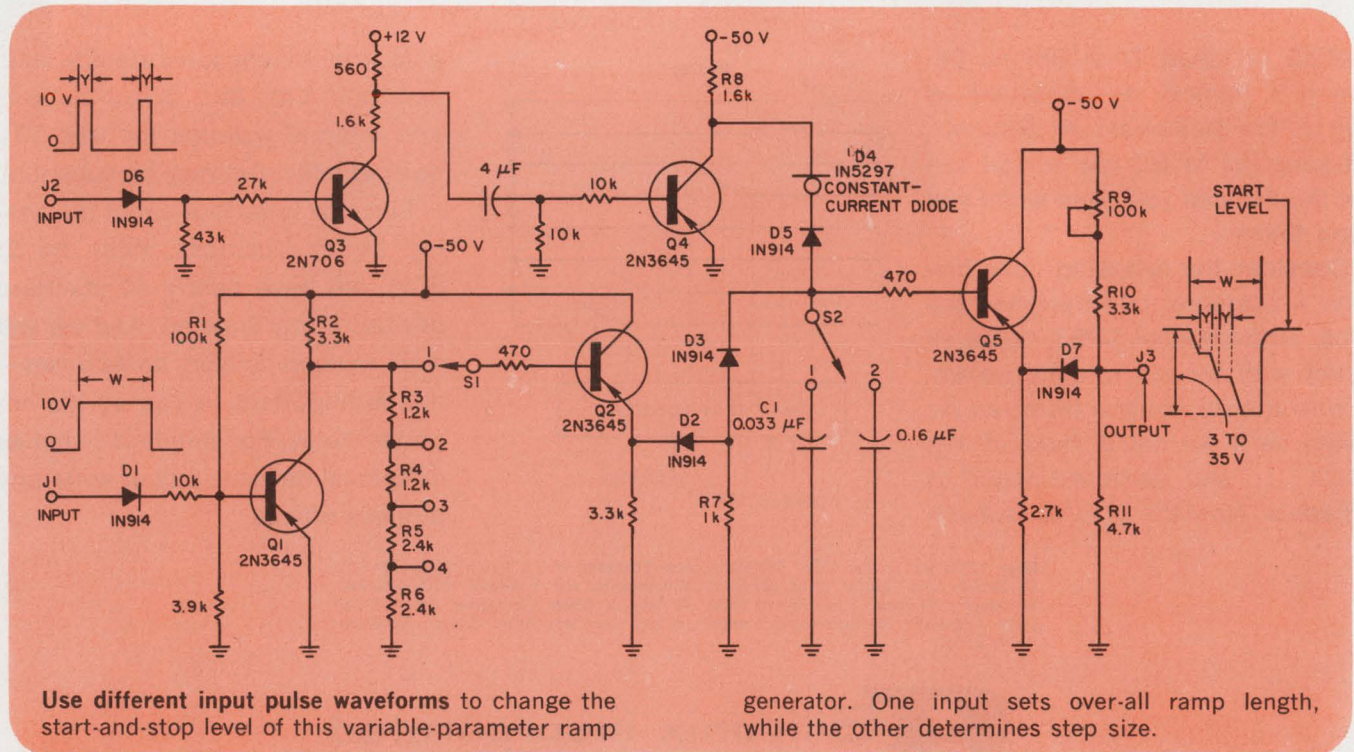 +12 V
560
1.6k
10 V
0
Y
Y
J2
INPUT
D6
IN914
27k
43k
Q3
2N706
4 µF
10k
10k
Q4
2N3645
-50 V
R8
1.6k
D4
IN5297
CONSTANT-
CURRENT DIODE
D5
IN914
470
Q5
2N3645
-50 V
R9
100k
R10
3.3k
D7
IN914
J3
OUTPUT
2.7k
R11
4.7k
START
LEVEL
W
Y
Y
3 TO
35 V
-50 V
R1
100k
R2
3.3k
1
S1
470
Q2
2N3645
R3
1.2k
2
R4
1.2k
3
R5
2.4k
4
R6
2.4k
W
10V
0
J1
INPUT
D1
IN914
10k
Q1
2N3645
3.9k
D3
IN914
D2
IN914
3.3k
R7
1k
S2
1
2
C1
0.033 µF
0.16 µF
Use different input pulse waveforms to change the
start-and-stop level of this variable-parameter ramp
generator. One input sets over-all ramp length,
while the other determines step size.